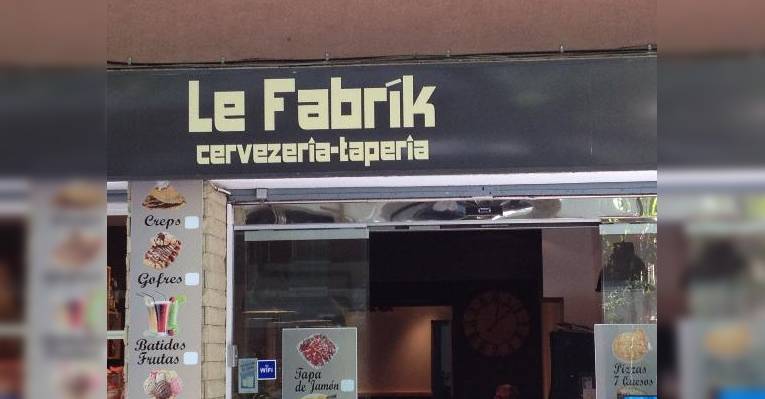 Le Fabrík
cervezeria-taperia
Creps
Gofres
Batidos
Frutas
WiFi
Tapa
de Jamón
Pizzas
7 Quesos